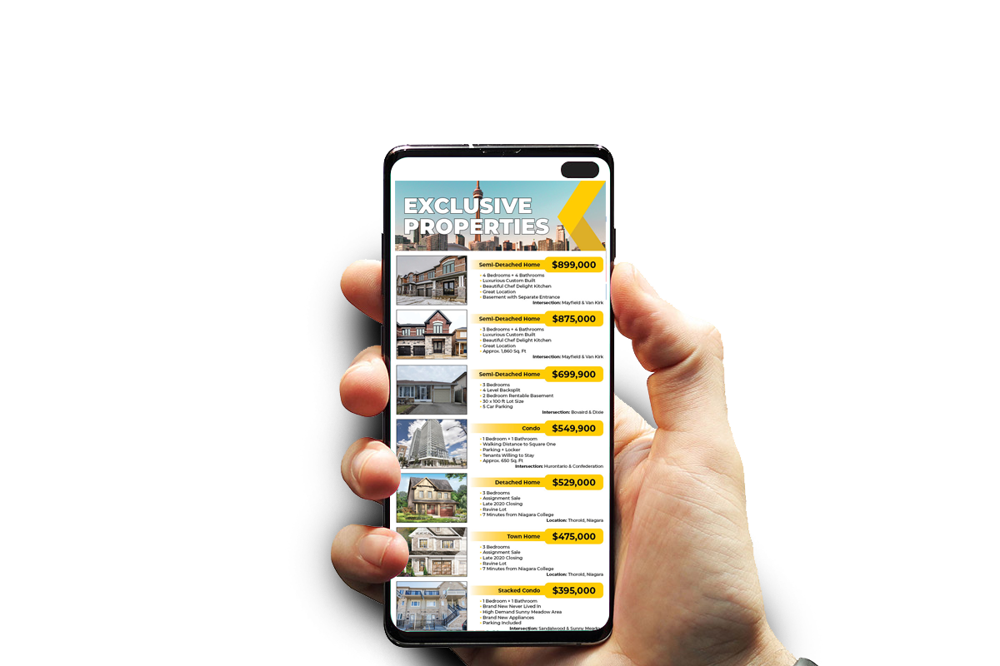 EXCLUSIVE
PROPERTIES
Semi-Detached Home $899,000
4 Bedrooms + 4 Bathrooms
Luxurious Custom Built
Beautiful Chef Delight Kitchen
Great Location
Basement with Separate Entrance
Intersection: Mayfield & Van Kirk
Semi-Detached Home $875,000
3 Bedrooms + 4 Bathrooms
Luxurious Custom Built
Beautiful Chef Delight Kitchen
Great Location
Approx. 1,860 Sq. Ft
Intersection: Mayfield & Van Kirk
Semi-Detached Home $699,900
3 Bedrooms
4 Level Backsplit
2 Bedroom Rentable Basement
30 x 100 ft Lot Size
5 Car Parking
Intersection: Bovaird & Dixie
Condo $549,900
1 Bedroom + 1 Bathroom
Walking Distance to Square One
Parking + Locker
Tenants Willing to Stay
Approx. 650 Sq. Ft
Intersection: Hurontario & Confederation
Detached Home $529,000
3 Bedrooms
Assignment Sale
Late 2020 Closing
Ravine Lot
7 Minutes from Niagara College
Location: Thorold, Niagara
Town Home $475,000
3 Bedrooms
Assignment Sale
Late 2020 Closing
Ravine Lot
7 Minutes from Niagara College
Location: Thorold, Niagara
Stacked Condo $395,000
1 Bedroom + 1 Bathroom
Brand New Never Lived In
High Demand Sunny Meadow Area
Brand New Appliances
Parking Included
Intersection: Sandalwood & Sunny